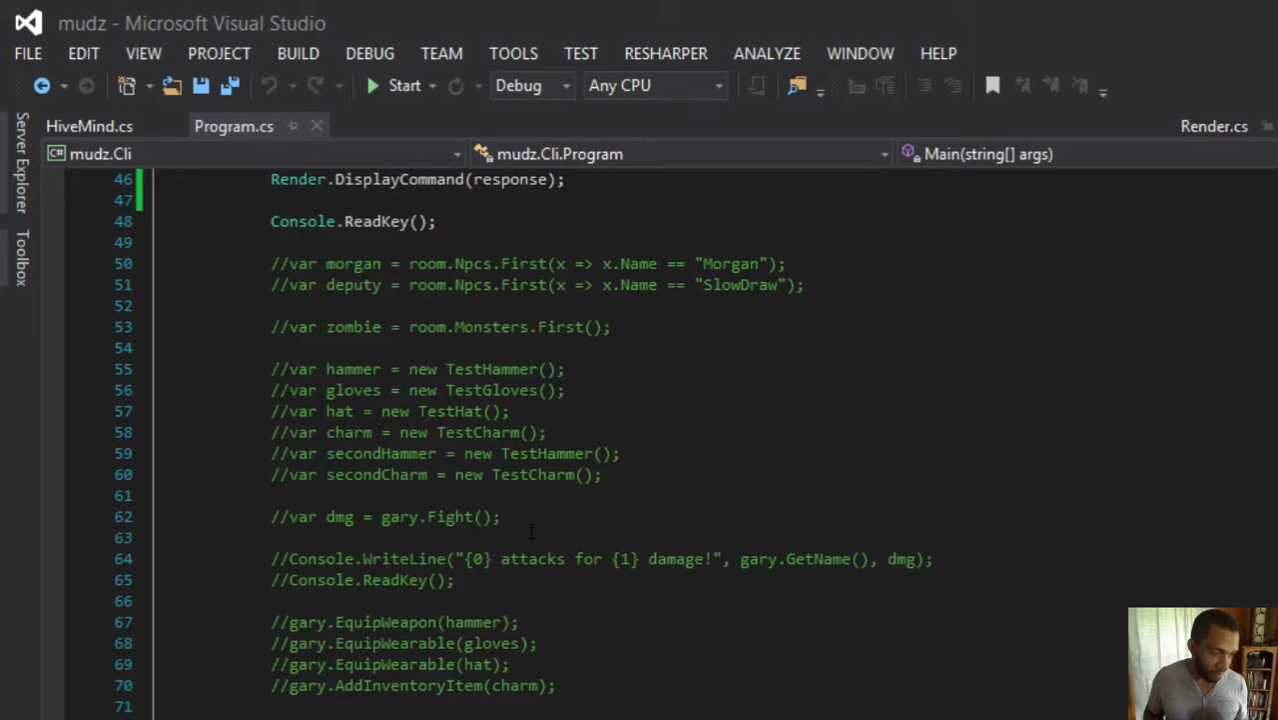 mudz - Microsoft Visual Studio
FILE EDIT VIEW PROJECT BUILD DEBUG TEAM TOOLS TEST RESHARPER ANALYZE WINDOW HELP
Start Debug Any CPU
HiveMind.cs Program.cs Render.cs
C# mudz.Cli mudz.Cli.Program Main(string[] args)
Server Explorer
Toolbox
46 Render.DisplayCommand(response);
47
48 Console.ReadKey();
49
50 //var morgan = room.Npcs.First(x => x.Name == "Morgan");
51 //var deputy = room.Npcs.First(x => x.Name == "SlowDraw");
52
53 //var zombie = room.Monsters.First();
54
55 //var hammer = new TestHammer();
56 //var gloves = new TestGloves();
57 //var hat = new TestHat();
58 //var charm = new TestCharm();
59 //var secondHammer = new TestHammer();
60 //var secondCharm = new TestCharm();
61
62 //var dmg = gary.Fight();
63
64 //Console.WriteLine("{0} attacks for {1} damage!", gary.GetName(), dmg);
65 //Console.ReadKey();
66
67 //gary.EquipWeapon(hammer);
68 //gary.EquipWearable(gloves);
69 //gary.EquipWearable(hat);
70 //gary.AddInventoryItem(charm);
71